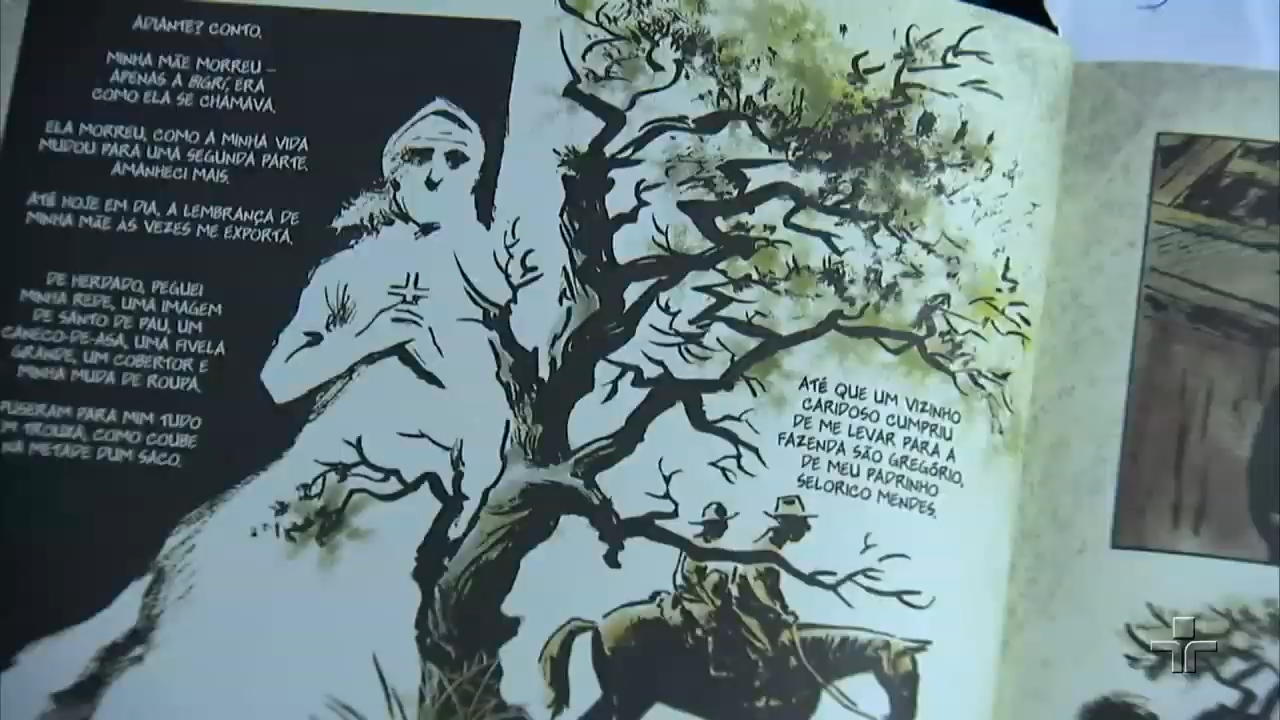 ADIANTE? CONTO.
MINHA MÃE MORREU –
APENAS A BIGRÍ, ERA
COMO ELA SE CHAMAVA.
ELA MORREU, COMO A MINHA VIDA
MUDOU PARA UMA SEGUNDA PARTE.
AMANHECI MAIS.
ATÉ HOJE EM DIA, A LEMBRANÇA DE
MINHA MÃE ÀS VEZES ME EXPORTA.
DE HERDADO, PEGUEI
MINHA REDE, UMA IMAGEM
DE SANTO DE PAU, UM
CANECO-DE-ASA, UMA FIVELA
GRANDE, UM COBERTOR E
MINHA MUDA DE ROUPA.
PUSERAM PARA MIM TUDO
TROUXA, COMO COUBE
NA METADE DUM SACO.
ATÉ QUE UM VIZINHO
CARIDOSO CUMPRIU
DE ME LEVAR PARA A
FAZENDA SÃO GREGÓRIO,
DE MEU PADRINHO
SELORICO MENDES.